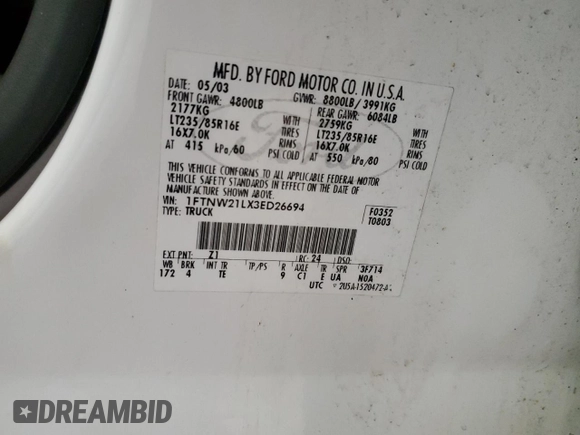 MFD. BY FORD MOTOR CO. IN U.S.A.
DATE: 05/03 GVWR: 8800LB/ 3991KG
FRONT GAWR: 4800LB REAR GAWR: 6084LB
2177KG WITH 2759KG WITH
LT235/85R16E TIRES LT235/85R16E TIRES
16X7.0K RIMS 16X7.0K RIMS
AT 415 kPa/60 PSI COLD AT 550 kPa/80 PSI COLD
THIS VEHICLE CONFORMS TO ALL APPLICABLE FEDERAL MOTOR
VEHICLE SAFETY STANDARDS IN EFFECT ON THE DATE OF
MANUFACTURE SHOWN ABOVE.
VIN: 1FTNW21LX3ED26694 F0352
TYPE: TRUCK T0803
EXT PNT: Z1 RC: 24 DSO:
WB BRK INT TR TP/PS R AXLE TR SPR 3F714
172 4 TE 9 C1 E UA NOA
UTC
Ford
DREAMBID